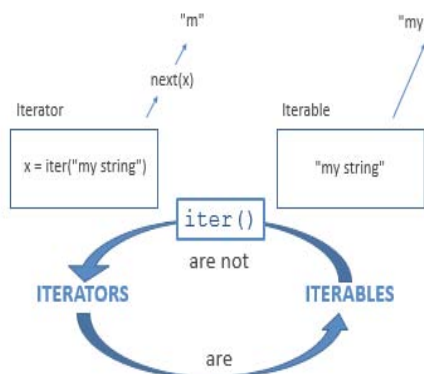 "m"
"my
next(x)
Iterator
Iterable
x = iter("my string")
"my string"
iter()
are not
ITERATORS
ITERABLES
are